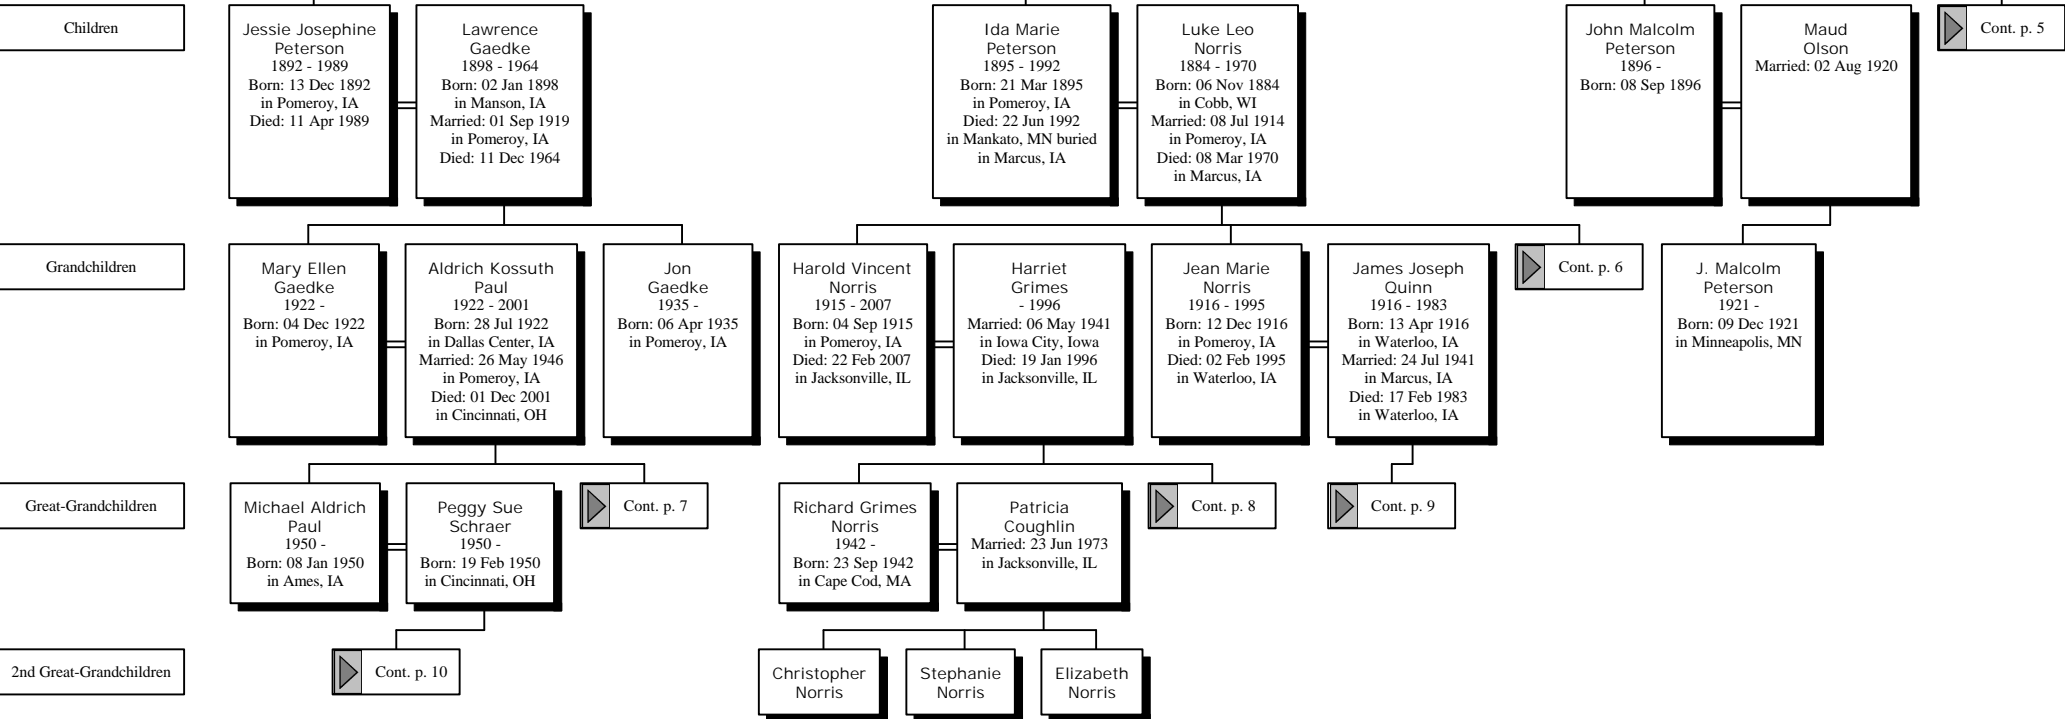 Children
Jessie Josephine
Peterson
1892 - 1989
Born: 13 Dec 1892
in Pomeroy, IA
Died: 11 Apr 1989
Lawrence
Gaedke
1898 - 1964
Born: 02 Jan 1898
in Manson, IA
Married: 01 Sep 1919
in Pomeroy, IA
Died: 11 Dec 1964
Ida Marie
Peterson
1895 - 1992
Born: 21 Mar 1895
in Pomeroy, IA
Died: 22 Jun 1992
in Mankato, MN buried
in Marcus, IA
Luke Leo
Norris
1884 - 1970
Born: 06 Nov 1884
in Cobb, WI
Married: 08 Jul 1914
in Pomeroy, IA
Died: 08 Mar 1970
in Marcus, IA
John Malcolm
Peterson
1896 -
Born: 08 Sep 1896
Maud
Olson
Married: 02 Aug 1920
Cont. p. 5
Grandchildren
Mary Ellen
Gaedke
1922 -
Born: 04 Dec 1922
in Pomeroy, IA
Aldrich Kossuth
Paul
1922 - 2001
Born: 28 Jul 1922
in Dallas Center, IA
Married: 26 May 1946
in Pomeroy, IA
Died: 01 Dec 2001
in Cincinnati, OH
Jon
Gaedke
1935 -
Born: 06 Apr 1935
in Pomeroy, IA
Harold Vincent
Norris
1915 - 2007
Born: 04 Sep 1915
in Pomeroy, IA
Died: 22 Feb 2007
in Jacksonville, IL
Harriet
Grimes
- 1996
Married: 06 May 1941
in Iowa City, Iowa
Died: 19 Jan 1996
in Jacksonville, IL
Jean Marie
Norris
1916 - 1995
Born: 12 Dec 1916
in Pomeroy, IA
Died: 02 Feb 1995
in Waterloo, IA
James Joseph
Quinn
1916 - 1983
Born: 13 Apr 1916
in Waterloo, IA
Married: 24 Jul 1941
in Marcus, IA
Died: 17 Feb 1983
in Waterloo, IA
Cont. p. 6
J. Malcolm
Peterson
1921 -
Born: 09 Dec 1921
in Minneapolis, MN
Great-Grandchildren
Michael Aldrich
Paul
1950 -
Born: 08 Jan 1950
in Ames, IA
Peggy Sue
Schraer
1950 -
Born: 19 Feb 1950
in Cincinnati, OH
Cont. p. 7
Richard Grimes
Norris
1942 -
Born: 23 Sep 1942
in Cape Cod, MA
Patricia
Coughlin
Married: 23 Jun 1973
in Jacksonville, IL
Cont. p. 8
Cont. p. 9
2nd Great-Grandchildren
Cont. p. 10
Christopher
Norris
Stephanie
Norris
Elizabeth
Norris